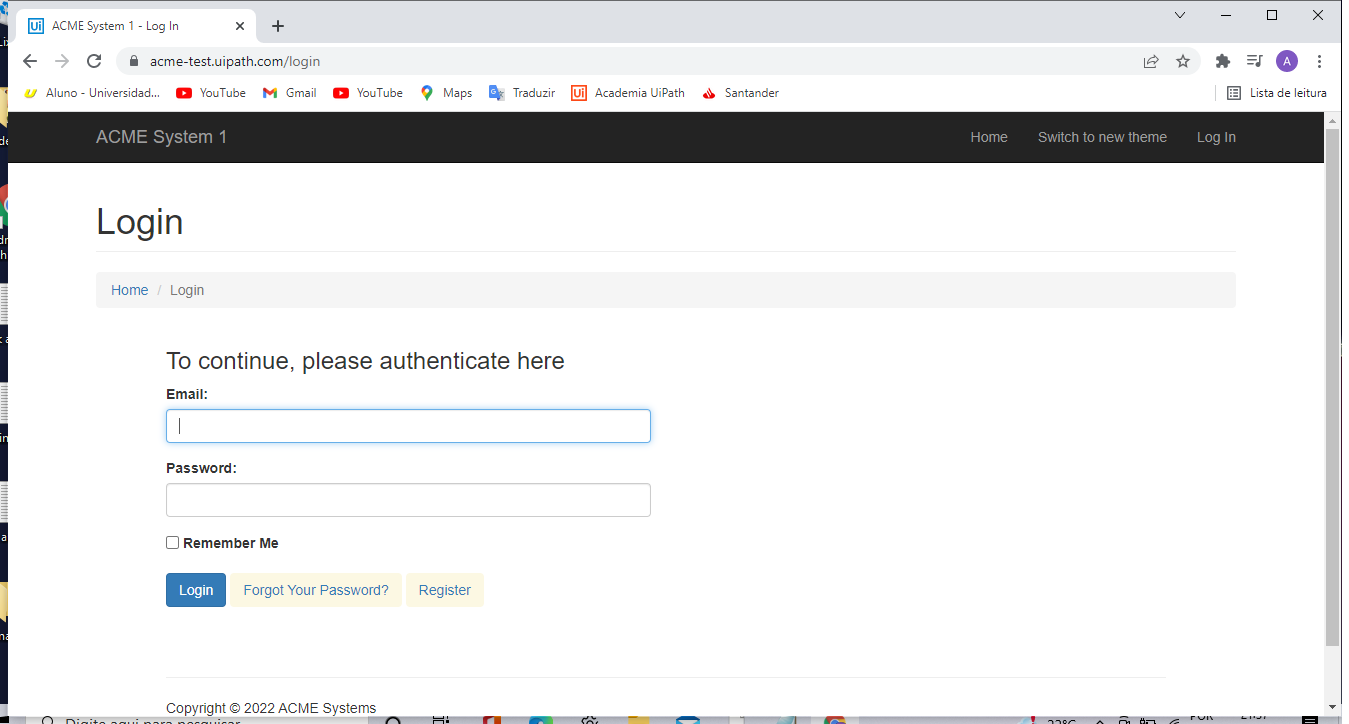 ACME System 1 - Log In
acme-test.uipath.com/login
A
Aluno - Universidad... YouTube Gmail YouTube Maps Traduzir Academia UiPath Santander Lista de leitura
ACME System 1 Home Switch to new theme Log In
Login
Home / Login
To continue, please authenticate here
Email:
Password:
Remember Me
Login Forgot Your Password? Register
Copyright © 2022 ACME Systems
Digite aqui para pesquisar